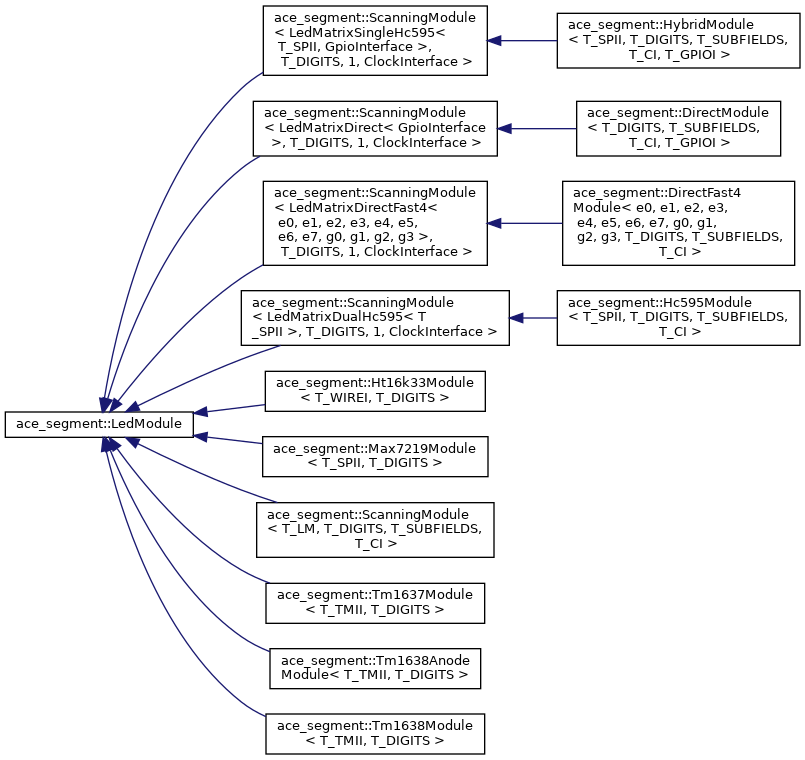 ace_segment::ScanningModule
< LedMatrixSingleHc595<
T_SPII, GpioInterface >,
T_DIGITS, 1, ClockInterface >
ace_segment::HybridModule
< T_SPII, T_DIGITS, T_SUBFIELDS,
T_CI, T_GPIOI >
ace_segment::ScanningModule
< LedMatrixDirect< GpioInterface
>, T_DIGITS, 1, ClockInterface >
ace_segment::DirectModule
< T_DIGITS, T_SUBFIELDS,
T_CI, T_GPIOI >
ace_segment::ScanningModule
< LedMatrixDirectFast4<
e0, e1, e2, e3, e4, e5,
e6, e7, g0, g1, g2, g3 >,
T_DIGITS, 1, ClockInterface >
ace_segment::DirectFast4
Module< e0, e1, e2, e3,
e4, e5, e6, e7, g0, g1,
g2, g3, T_DIGITS, T_SUBFIELDS,
T_CI >
ace_segment::ScanningModule
< LedMatrixDualHc595< T
_SPII >, T_DIGITS, 1, ClockInterface >
ace_segment::Hc595Module
< T_SPII, T_DIGITS, T_SUBFIELDS,
T_CI >
ace_segment::Ht16k33Module
< T_WIREI, T_DIGITS >
ace_segment::LedModule
ace_segment::Max7219Module
< T_SPII, T_DIGITS >
ace_segment::ScanningModule
< T_LM, T_DIGITS, T_SUBFIELDS,
T_CI >
ace_segment::Tm1637Module
< T_TMII, T_DIGITS >
ace_segment::Tm1638Anode
Module< T_TMII, T_DIGITS >
ace_segment::Tm1638Module
< T_TMII, T_DIGITS >